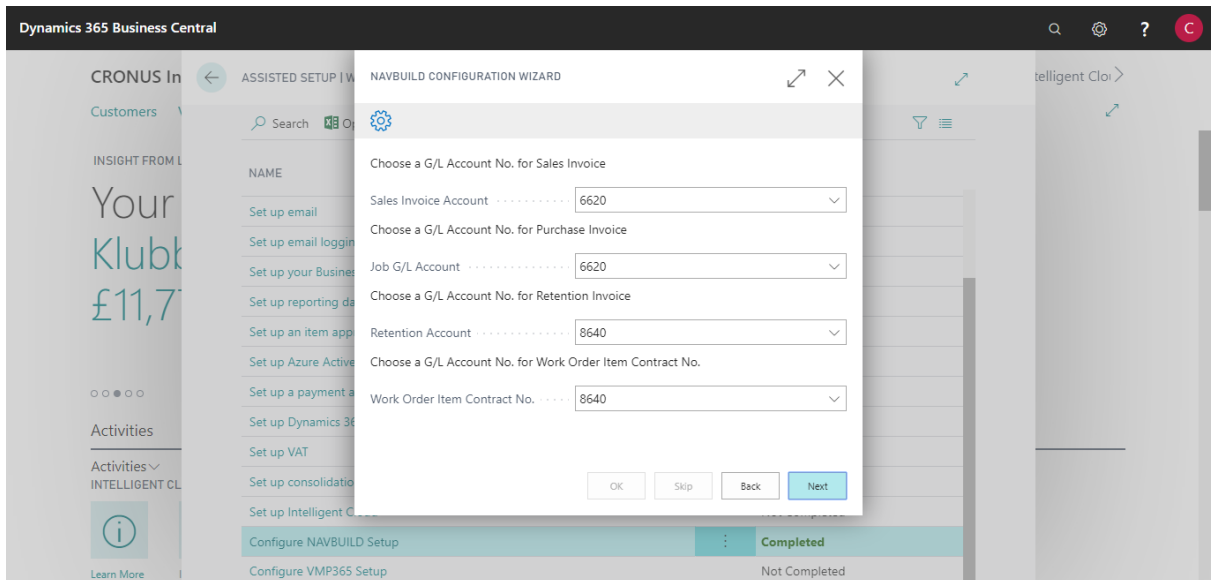 Dynamics 365 Business Central
?
C
CRONUS In
ASSISTED SETUP | W
NAVBUILD CONFIGURATION WIZARD
telligent Clou
Customers
Search
INSIGHT FROM L
NAME
Your
Klubb
£11,77
Choose a G/L Account No. for Sales Invoice
Sales Invoice Account 6620
Choose a G/L Account No. for Purchase Invoice
Job G/L Account 6620
Choose a G/L Account No. for Retention Invoice
Retention Account 8640
Choose a G/L Account No. for Work Order Item Contract No.
Work Order Item Contract No. 8640
OK Skip Back Next
Set up email
Set up email loggin
Set up your Busines
Set up reporting da
Set up an item app
Set up Azure Active
Set up a payment a
Set up Dynamics 36
Set up VAT
Set up consolidatio
Set up Intelligent
Configure NAVBUILD Setup Completed
Configure VMP365 Setup Not Completed
Activities
Activities
INTELLIGENT CL
Learn More